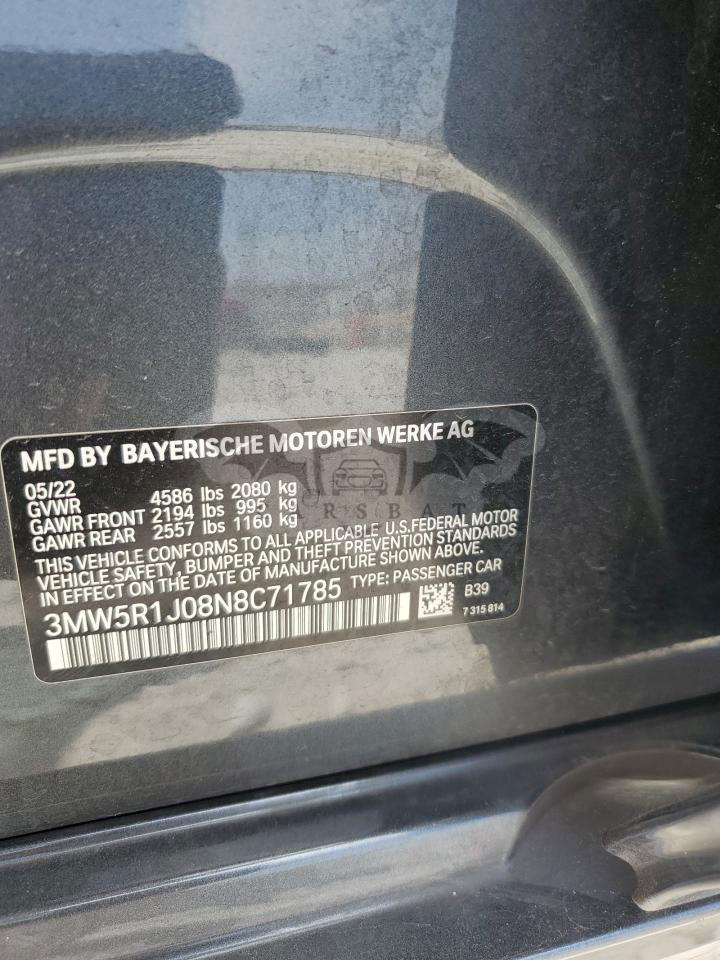 MFD BY BAYERISCHE MOTOREN WERKE AG
05/22
GVWR 4586 lbs 2080 kg
GAWR FRONT 2194 lbs 995 kg
GAWR REAR 2557 lbs 1160 kg
THIS VEHICLE CONFORMS TO ALL APPLICABLE U.S.FEDERAL MOTOR
VEHICLE SAFETY, BUMPER AND THEFT PREVENTION STANDARDS
IN EFFECT ON THE DATE OF MANUFACTURE SHOWN ABOVE.
3MW5R1J08N8C71785 TYPE: PASSENGER CAR
B39
7 315 814
CARSBAT